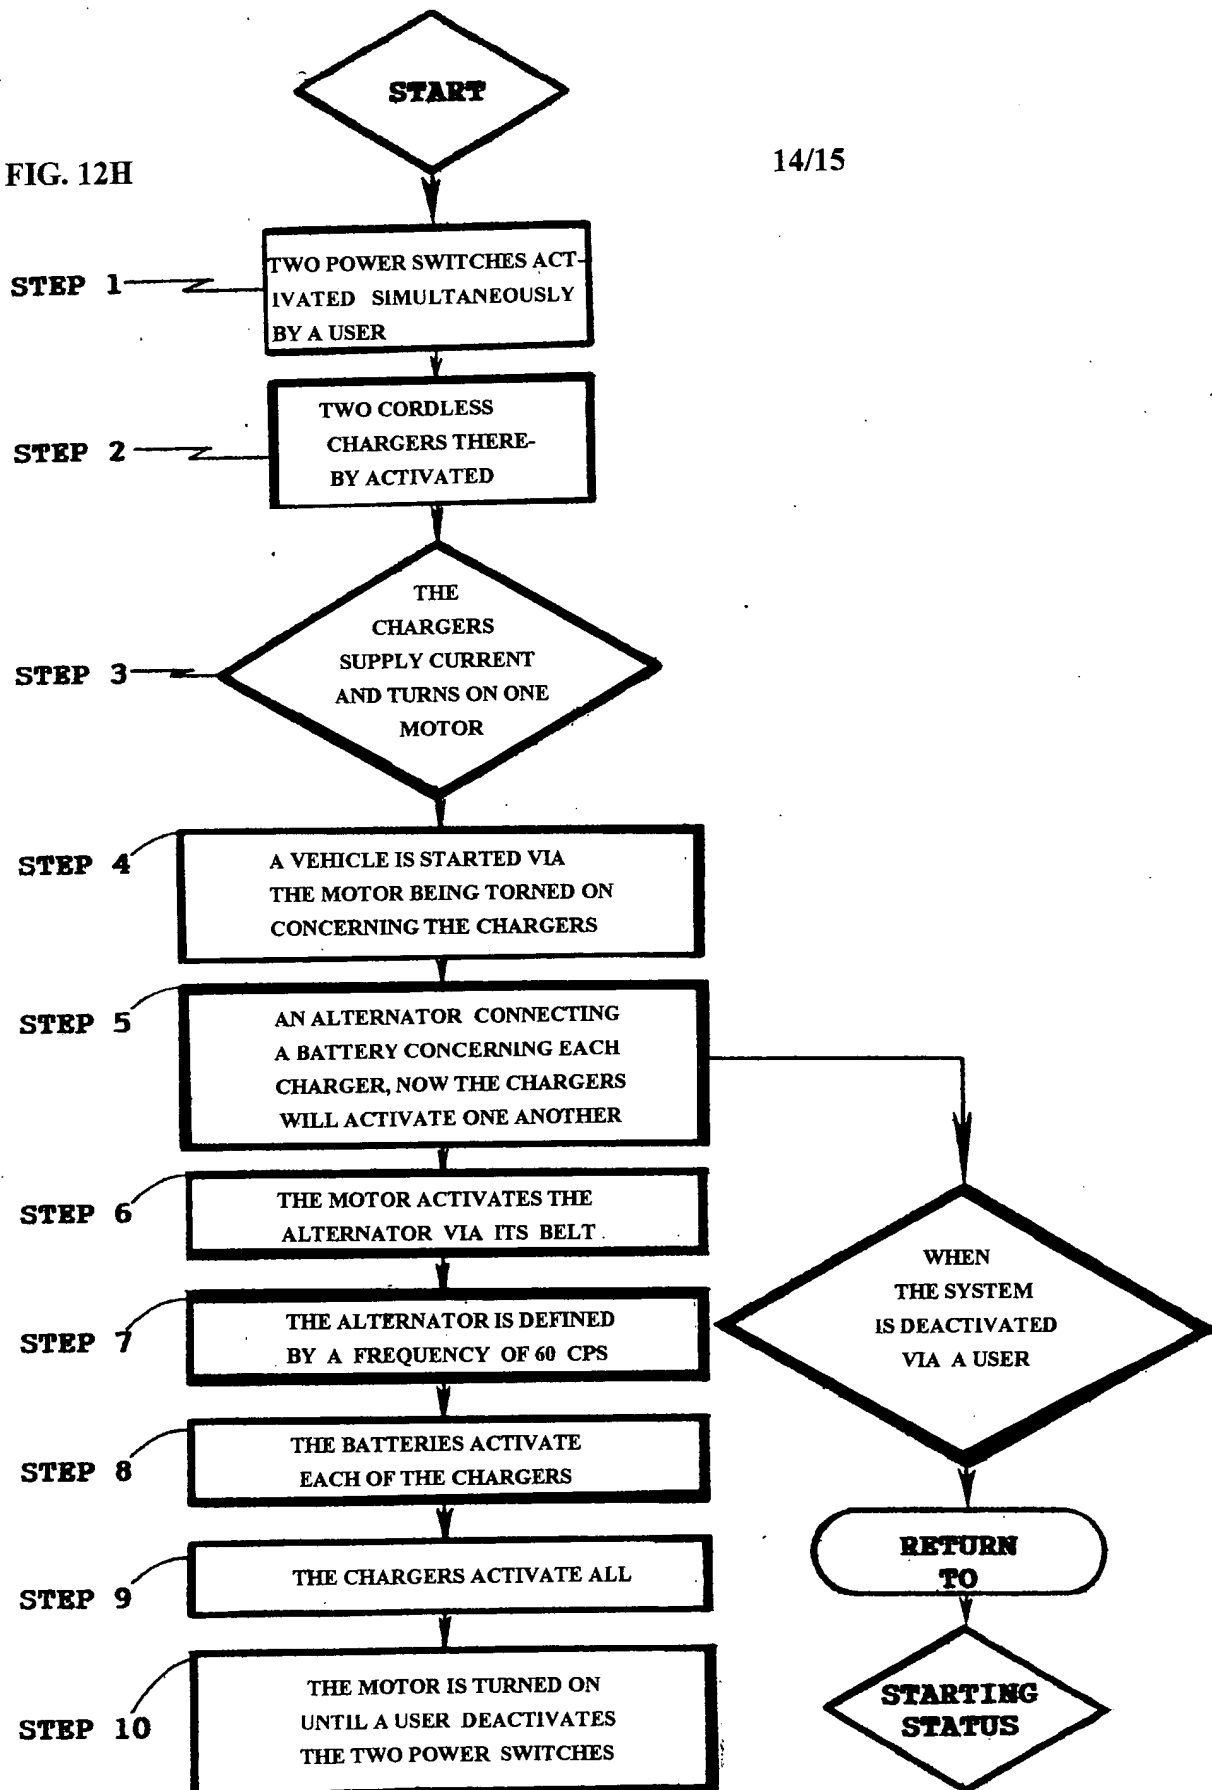 START
FIG. 12H
14/15
STEP 1
TWO POWER SWITCHES ACT-
IVATED SIMULTANEOUSLY
BY A USER
STEP 2
TWO CORDLESS
CHARGERS THERE-
BY ACTIVATED
STEP 3
THE
CHARGERS
SUPPLY CURRENT
AND TURNS ON ONE
MOTOR
STEP 4
A VEHICLE IS STARTED VIA
THE MOTOR BEING TORNED ON
CONCERNING THE CHARGERS
STEP 5
AN ALTERNATOR CONNECTING
A BATTERY CONCERNING EACH
CHARGER, NOW THE CHARGERS
WILL ACTIVATE ONE ANOTHER
STEP 6
THE MOTOR ACTIVATES THE
ALTERNATOR VIA ITS BELT
STEP 7
THE ALTERNATOR IS DEFINED
BY A FREQUENCY OF 60 CPS
STEP 8
THE BATTERIES ACTIVATE
EACH OF THE CHARGERS
STEP 9
THE CHARGERS ACTIVATE ALL
STEP 10
THE MOTOR IS TURNED ON
UNTIL A USER DEACTIVATES
THE TWO POWER SWITCHES
WHEN
THE SYSTEM
IS DEACTIVATED
VIA A USER
RETURN
TO
STARTING
STATUS